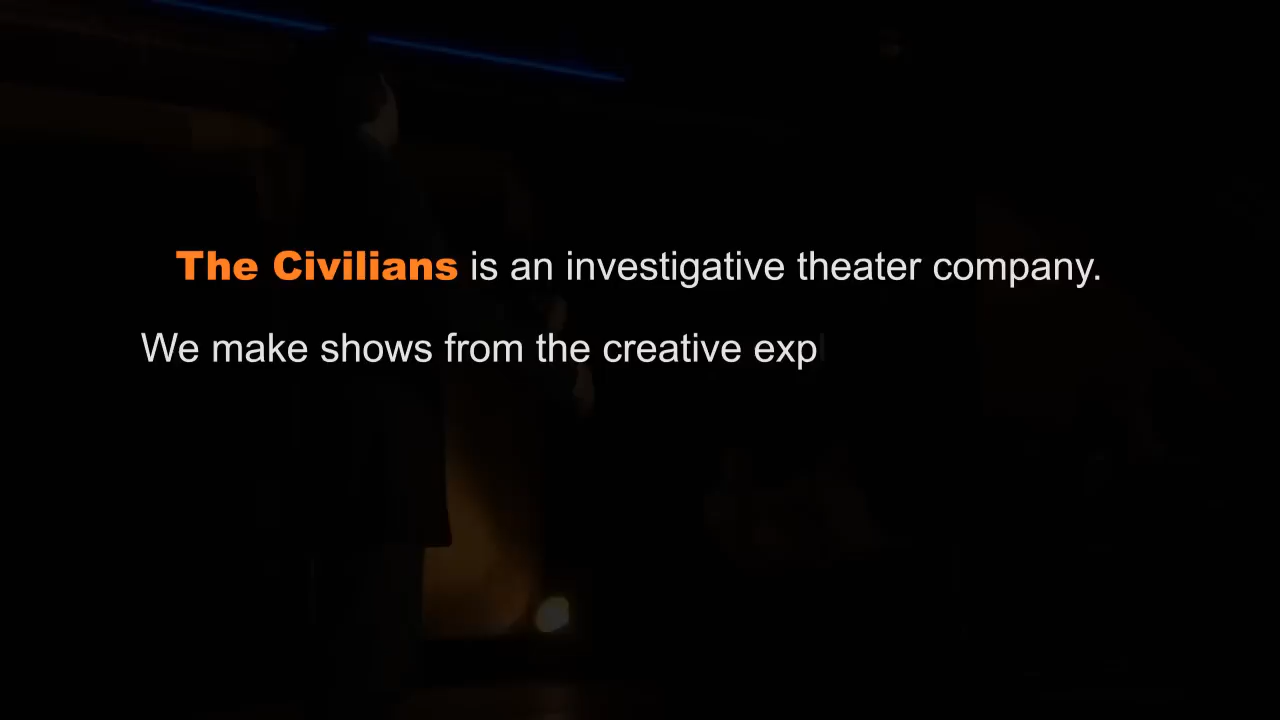 The Civilians is an investigative theater company.
We make shows from the creative exp